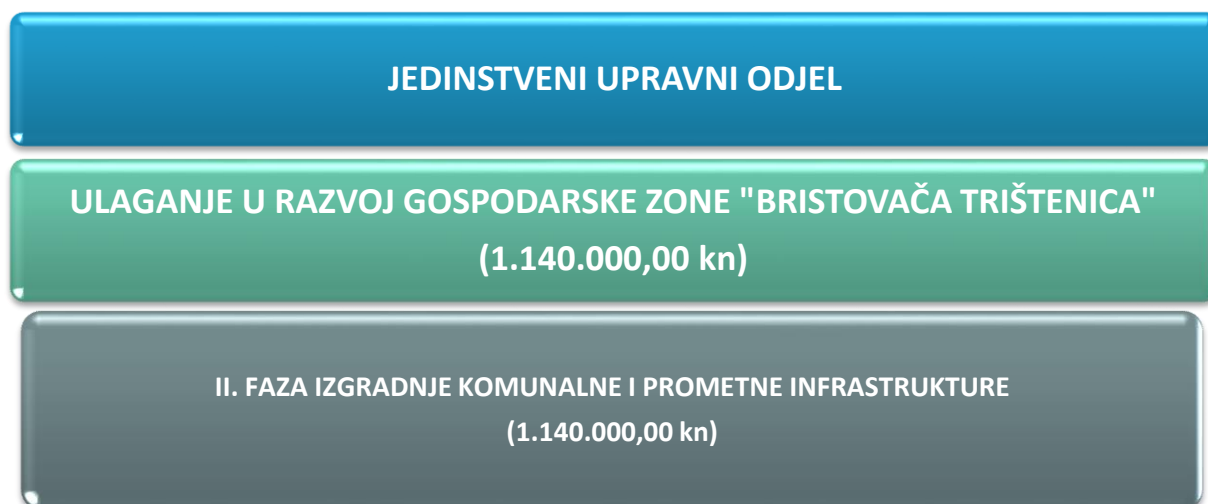 JEDINSTVENI UPRAVNI ODJEL
ULAGANJE U RAZVOJ GOSPODARSKE ZONE "BRISTOVAČA TRIŠTENICA"
(1.140.000,00 kn)
II. FAZA IZGRADNJE KOMUNALNE I PROMETNE INFRASTRUKTURE
(1.140.000,00 kn)